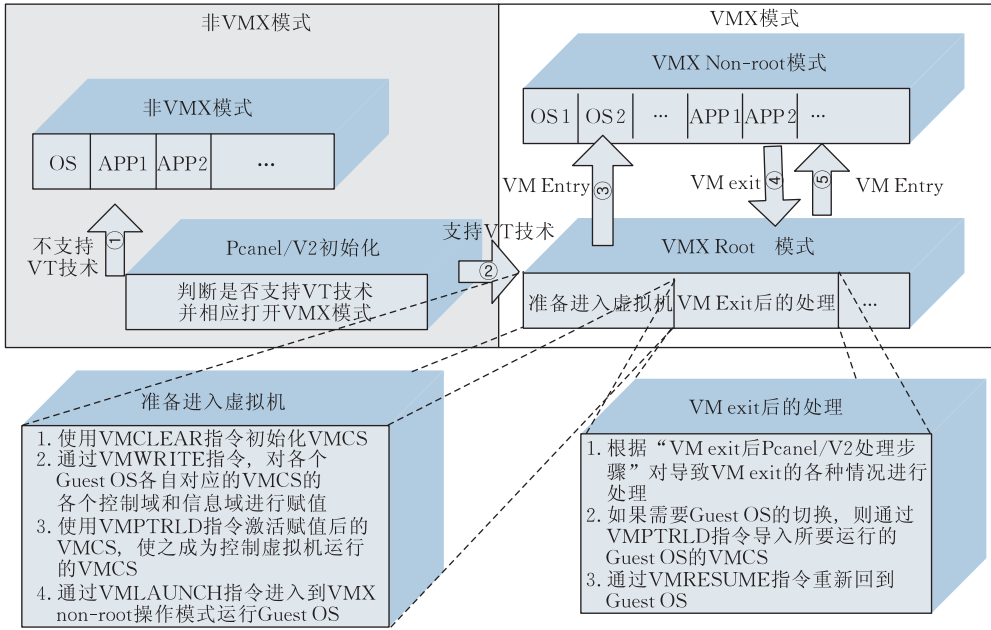 非VMX模式
非VMX模式
OS
APP1
APP2
…
①
不支持
VT技术
Pcanel/V2初始化
判断是否支持VT技术
并相应打开VMX模式
支持VT技术
②
VMX模式
VMX Non-root模式
OS1
OS2
…
APP1
APP2
…
VM Entry
③
VM exit
④
⑤
VM Entry
VMX Root 模式
准备进入虚拟机
VM Exit后的处理
…
准备进入虚拟机
1. 使用VMCLEAR指令初始化VMCS
2. 通过VMWRITE指令，对各个
Guest OS各自对应的VMCS的
各个控制域和信息域进行赋值
3. 使用VMPTRLD指令激活赋值后的
VMCS，使之成为控制虚拟机运行
的VMCS
4. 通过VMLAUNCH指令进入到VMX
non-root操作模式运行Guest OS
VM exit后的处理
1. 根据“VM exit后Pcanel/V2处理步
骤”对导致VM exit的各种情况进行
处理
2. 如果需要Guest OS的切换，则通过
VMPTRLD指令导入所要运行的
Guest OS的VMCS
3. 通过VMRESUME指令重新回到
Guest OS